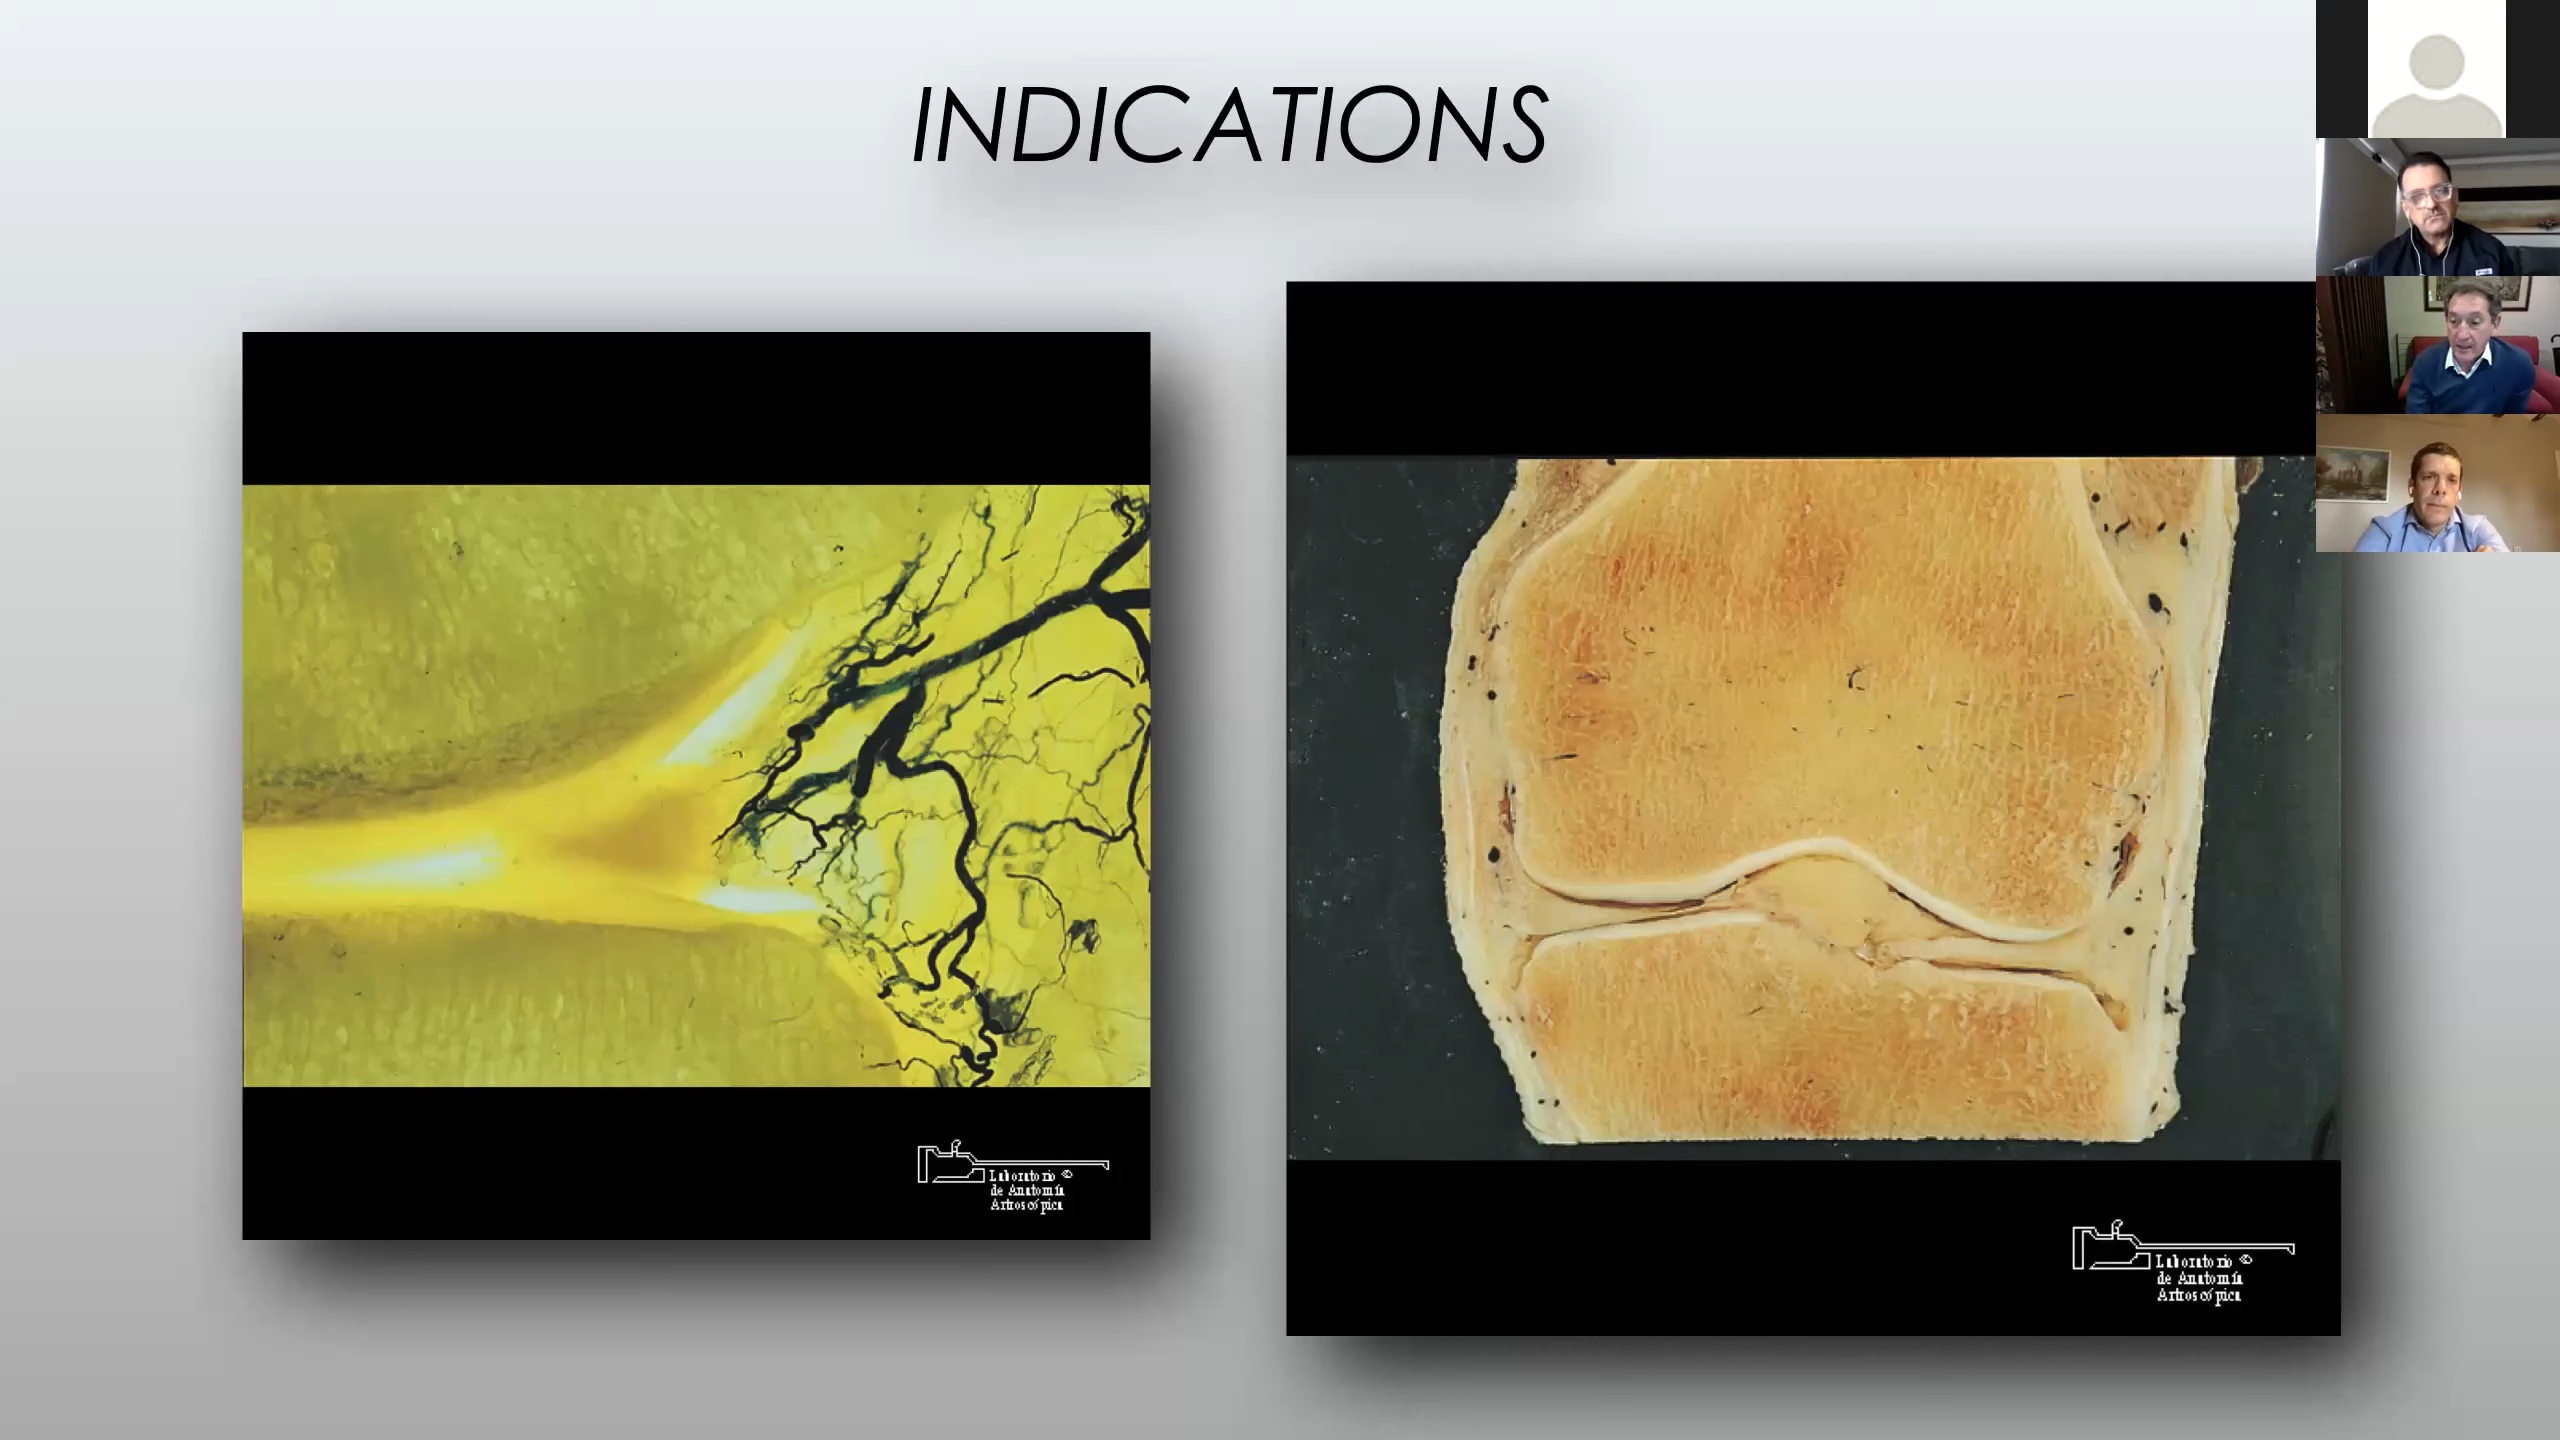 INDICATIONS
Laboratorio ©
de Anatomía
Artroscópica
Laboratorio ©
de Anatomía
Artroscópica